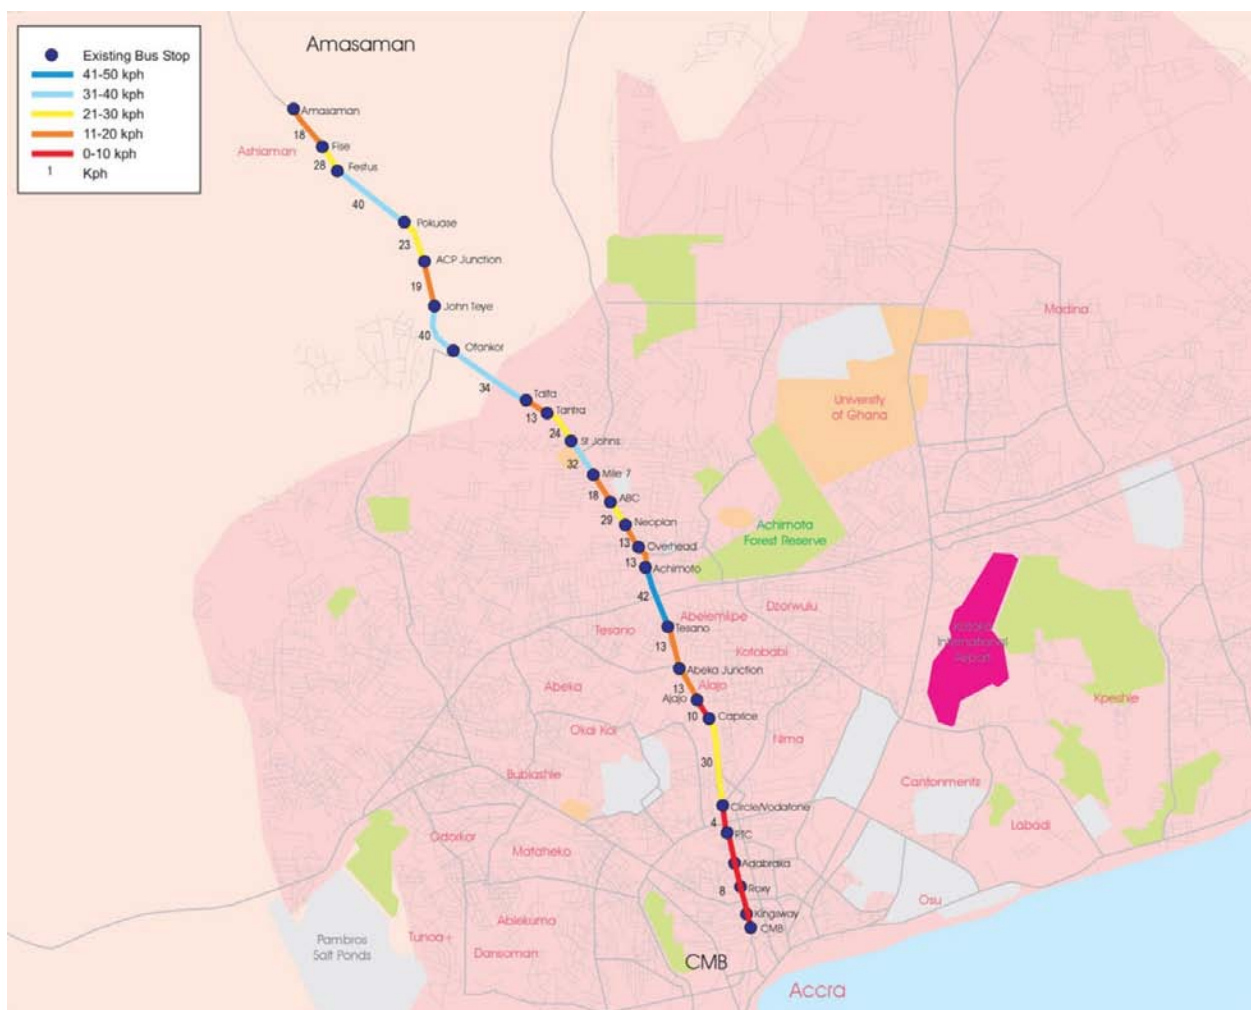 Amasaman
Existing Bus Stop
41-50 kph
31-40 kph
21-30 kph
11-20 kph
0-10 kph
1 Kph
Amasaman
18
Fise
Ashiaman
28
Festus
40
Pokuase
23
ACP Junction
19
John Teye
40
Ofankor
34
Taifa
13
Tantra
24
St Johns
32
Mile 7
18
ABC
29
Neoplan
13
Overhead
13
Achimoto
42
Tesano
13
Abeka Junction
13
Ajajo
10
Caprice
30
Circle/Vodafone
4
PTC
Adabraka
8
Roxy
Kingsway
CMB
CMB
Madina
University
of Ghana
Achimota
Forest Reserve
Dzorwulu
Abelemkpe
Tesano
Kotobabi
Alajo
Abeka
International
Kpeshie
Okai Koi
Nima
Bubiashie
Cantonments
Labadi
Odorkor
Mataheko
Osu
Abiekuma
Tunoa+
Dansoman
Pambros
Salt Ponds
Accra